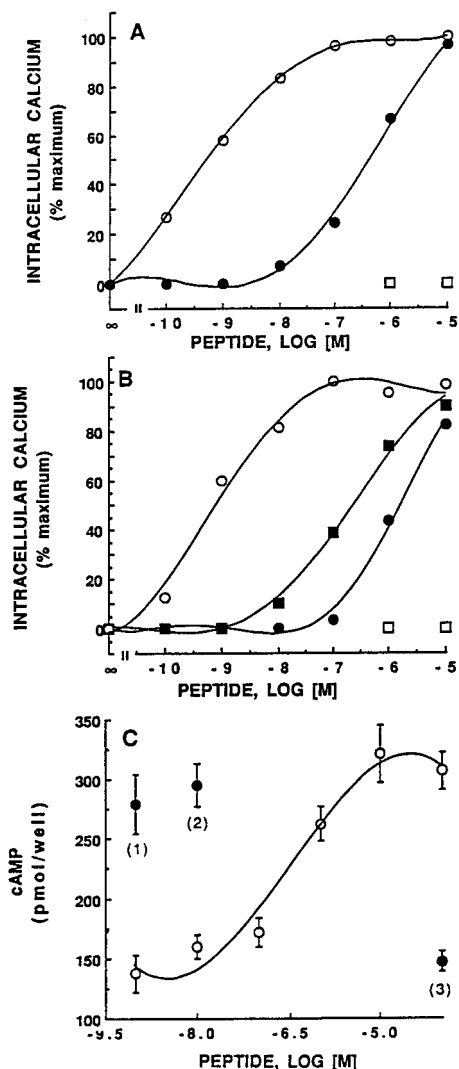 A
INTRACELLULAR CALCIUM
(% maximum)
100
80
60
40
20
0
∞ -10 -9 -8 -7 -6 -5
PEPTIDE, LOG [M]
B
INTRACELLULAR CALCIUM
(% maximum)
100
80
60
40
20
0
∞ -10 -9 -8 -7 -6 -5
PEPTIDE, LOG [M]
C
cAMP
(pmol/well)
350
300
250
200
150
100
(1)
(2)
(3)
-9.5 -8.0 -6.5 -5.0
PEPTIDE, LOG [M]